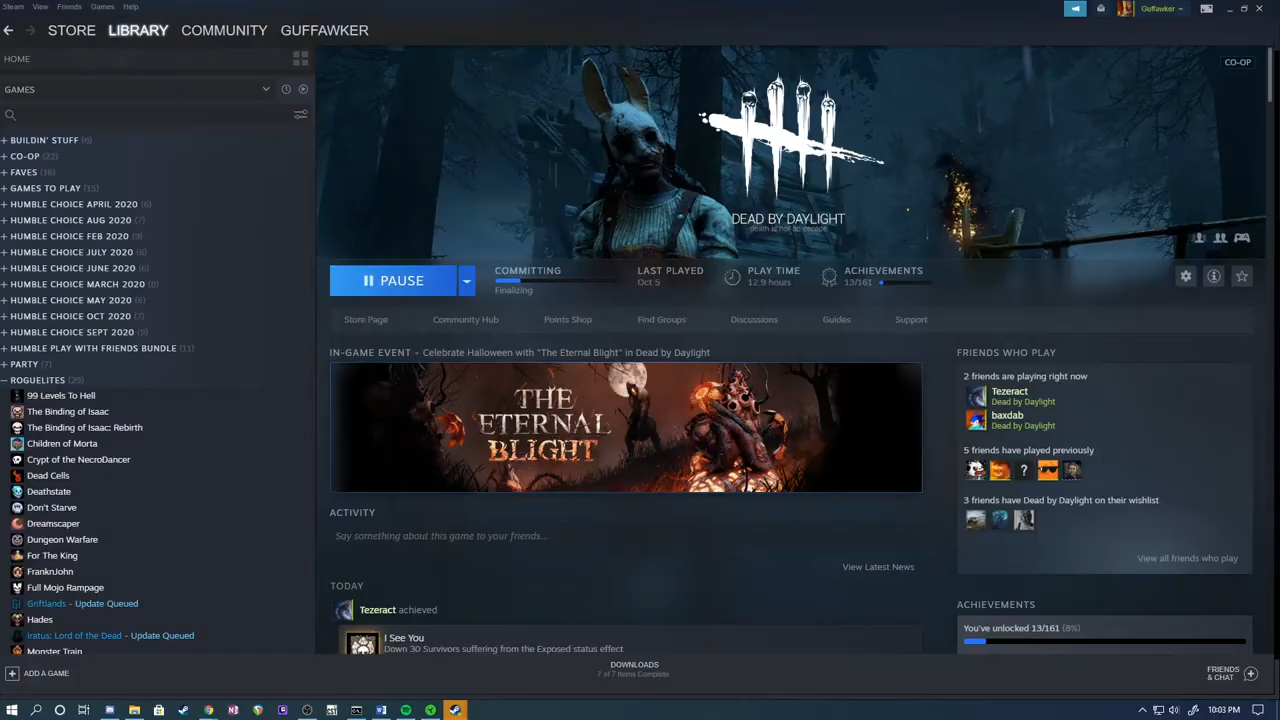 Steam View Friends Games Help
Guffawker
STORE LIBRARY COMMUNITY GUFFAWKER
HOME
CO-OP
GAMES
BUILDIN' STUFF (6)
CO-OP (22)
FAVES (16)
GAMES TO PLAY (15)
HUMBLE CHOICE APRIL 2020 (6)
HUMBLE CHOICE AUG 2020 (7)
HUMBLE CHOICE FEB 2020 (9)
HUMBLE CHOICE JULY 2020 (6)
HUMBLE CHOICE JUNE 2020 (6)
HUMBLE CHOICE MARCH 2020 (8)
HUMBLE CHOICE MAY 2020 (6)
HUMBLE CHOICE OCT 2020 (7)
HUMBLE CHOICE SEPT 2020 (9)
HUMBLE PLAY WITH FRIENDS BUNDLE (11)
PARTY (7)
ROGUELITES (29)
99 Levels To Hell
The Binding of Isaac
The Binding of Isaac: Rebirth
Children of Morta
Crypt of the NecroDancer
Dead Cells
Deathstate
Don't Starve
Dreamscaper
Dungeon Warfare
For The King
FranknJohn
Full Mojo Rampage
Griftlands - Update Queued
Hades
Iratus: Lord of the Dead - Update Queued
Monster Train
ADD A GAME
DEAD BY DAYLIGHT
death is not an escape
PAUSE
COMMITTING
Finalizing
LAST PLAYED
Oct 5
PLAY TIME
12.9 hours
ACHIEVEMENTS
13/161
Store Page Community Hub Points Shop Find Groups Discussions Guides Support
IN-GAME EVENT - Celebrate Halloween with "The Eternal Blight" in Dead by Daylight
THE
ETERNAL
BLIGHT
ACTIVITY
Say something about this game to your friends...
View Latest News
TODAY
Tezeract achieved
I See You
Down 30 Survivors suffering from the Exposed status effect
FRIENDS WHO PLAY
2 friends are playing right now
Tezeract
Dead by Daylight
baxdab
Dead by Daylight
5 friends have played previously
?
3 friends have Dead by Daylight on their wishlist
View all friends who play
ACHIEVEMENTS
You've unlocked 13/161 (8%)
DOWNLOADS
7 of 7 Items Complete
FRIENDS
& CHAT
10:03 PM